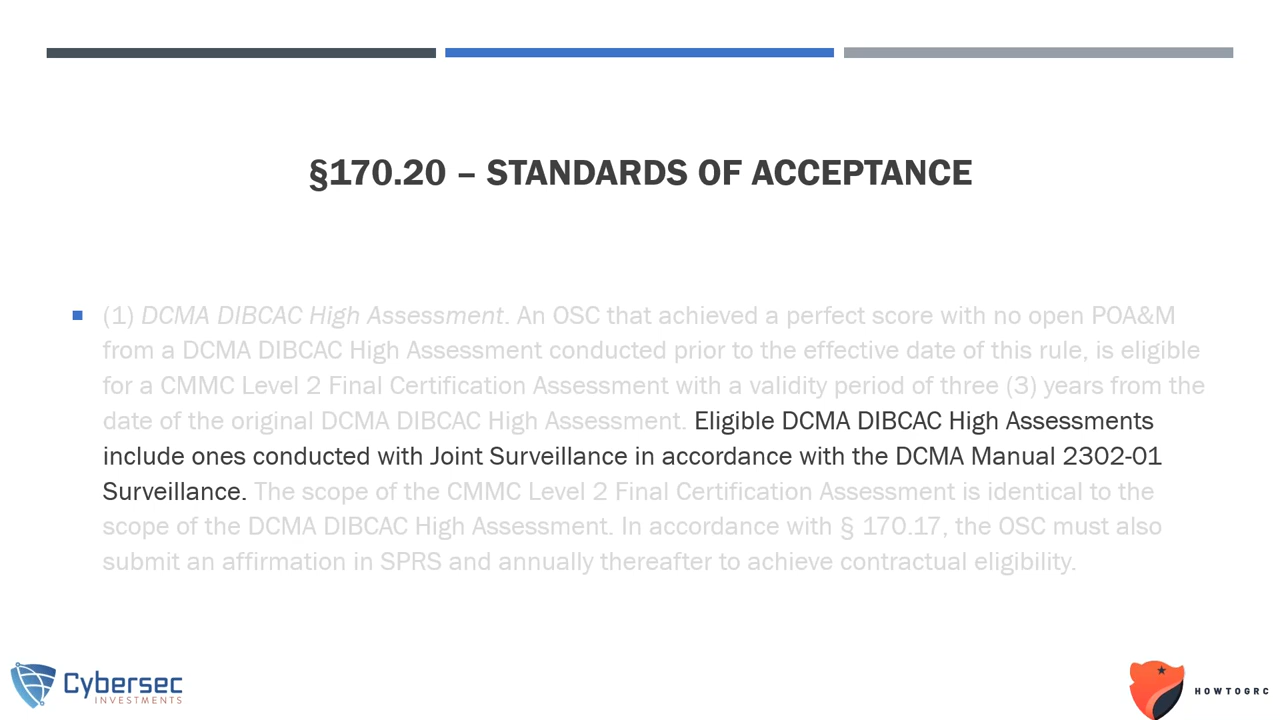 §170.20 – STANDARDS OF ACCEPTANCE
(1) DCMA DIBCAC High Assessment. An OSC that achieved a perfect score with no open POA&M
from a DCMA DIBCAC High Assessment conducted prior to the effective date of this rule, is eligible
for a CMMC Level 2 Final Certification Assessment with a validity period of three (3) years from the
date of the original DCMA DIBCAC High Assessment. Eligible DCMA DIBCAC High Assessments
include ones conducted with Joint Surveillance in accordance with the DCMA Manual 2302-01
Surveillance. The scope of the CMMC Level 2 Final Certification Assessment is identical to the
scope of the DCMA DIBCAC High Assessment. In accordance with § 170.17, the OSC must also
submit an affirmation in SPRS and annually thereafter to achieve contractual eligibility.
Cybersec
INVESTMENTS
HOWTOGRC